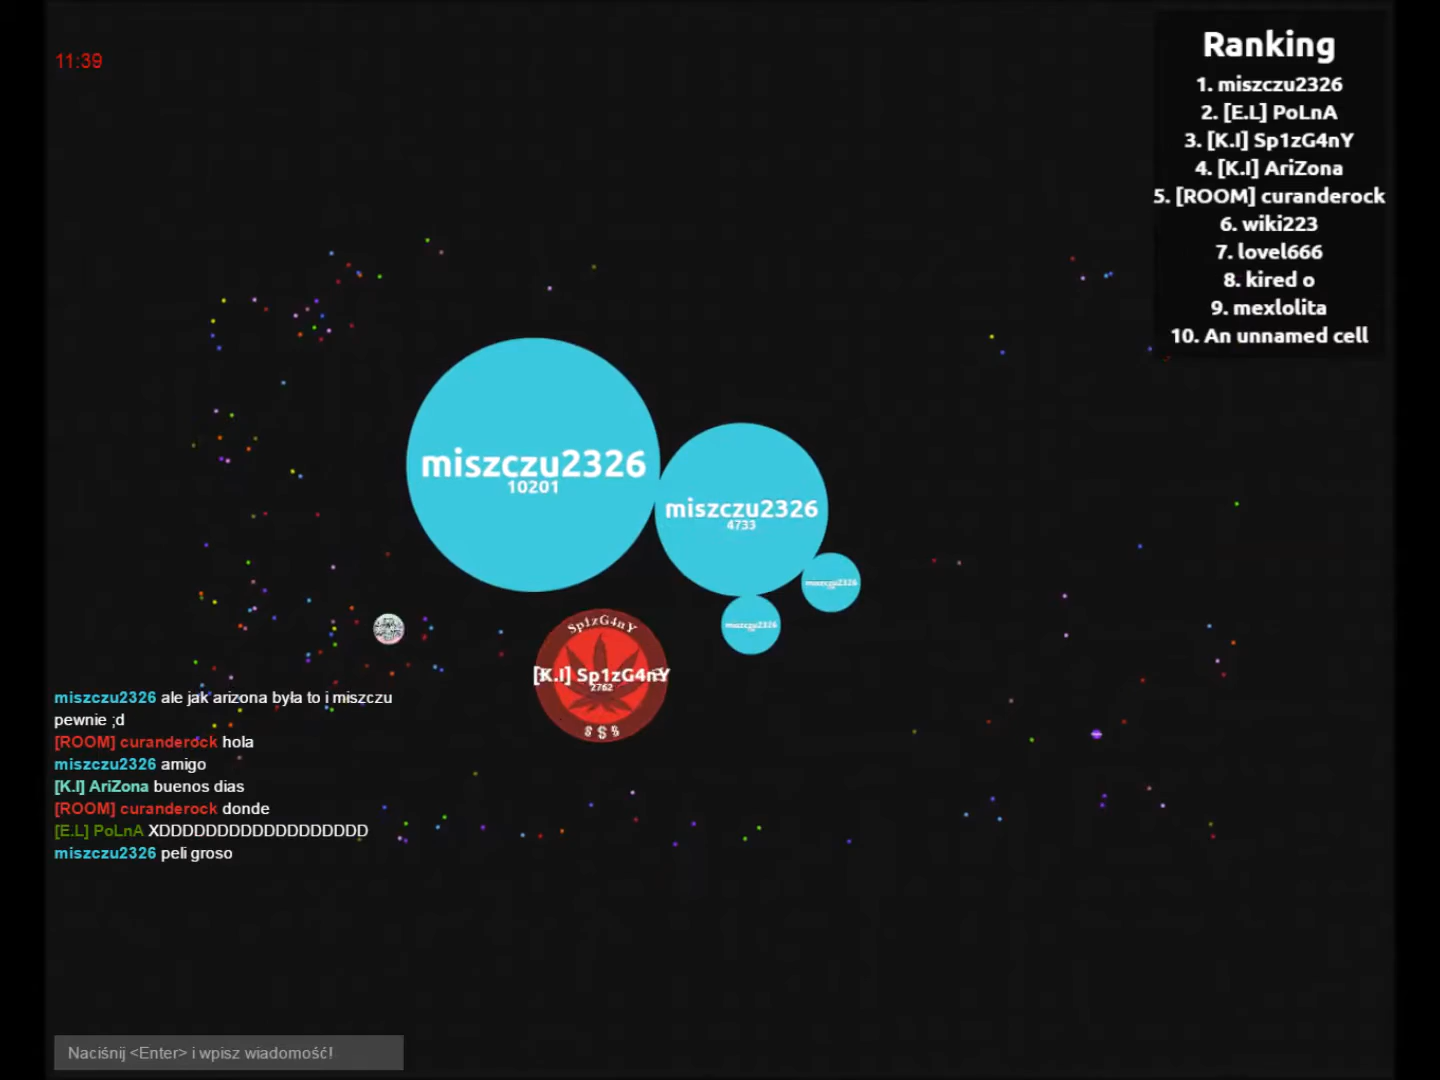 11:39
Ranking
1. miszczu2326
2. [E.L] PoLnA
3. [K.I] Sp1zG4nY
4. [K.I] AriZona
5. [ROOM] curanderock
6. wiki223
7. lovel666
8. kired o
9. mexlolita
10. An unnamed cell
miszczu2326
10201
miszczu2326
4733
miszczu2326
miszczu2326
Sp1zG4nY
[K.I] Sp1zG4nY
2762
$ $ $
miszczu2326 ale jak arizona była to i miszczu
pewnie ;d
[ROOM] curanderock hola
miszczu2326 amigo
[K.I] AriZona buenos dias
[ROOM] curanderock donde
[E.L] PoLnA XDDDDDDDDDDDDDDDDDD
miszczu2326 peli groso
Naciśnij <Enter> i wpisz wiadomość!